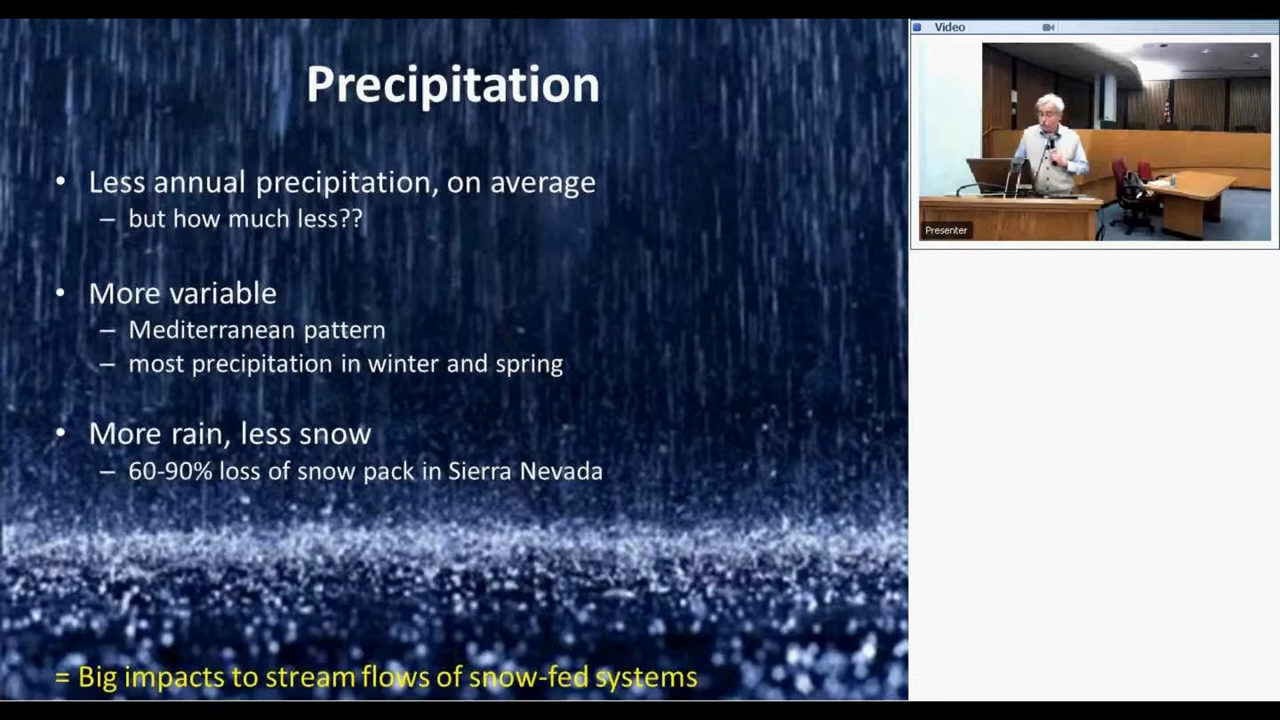 Precipitation
• Less annual precipitation, on average
– but how much less??
• More variable
– Mediterranean pattern
– most precipitation in winter and spring
• More rain, less snow
– 60-90% loss of snow pack in Sierra Nevada
= Big impacts to stream flows of snow-fed systems
Video
Presenter